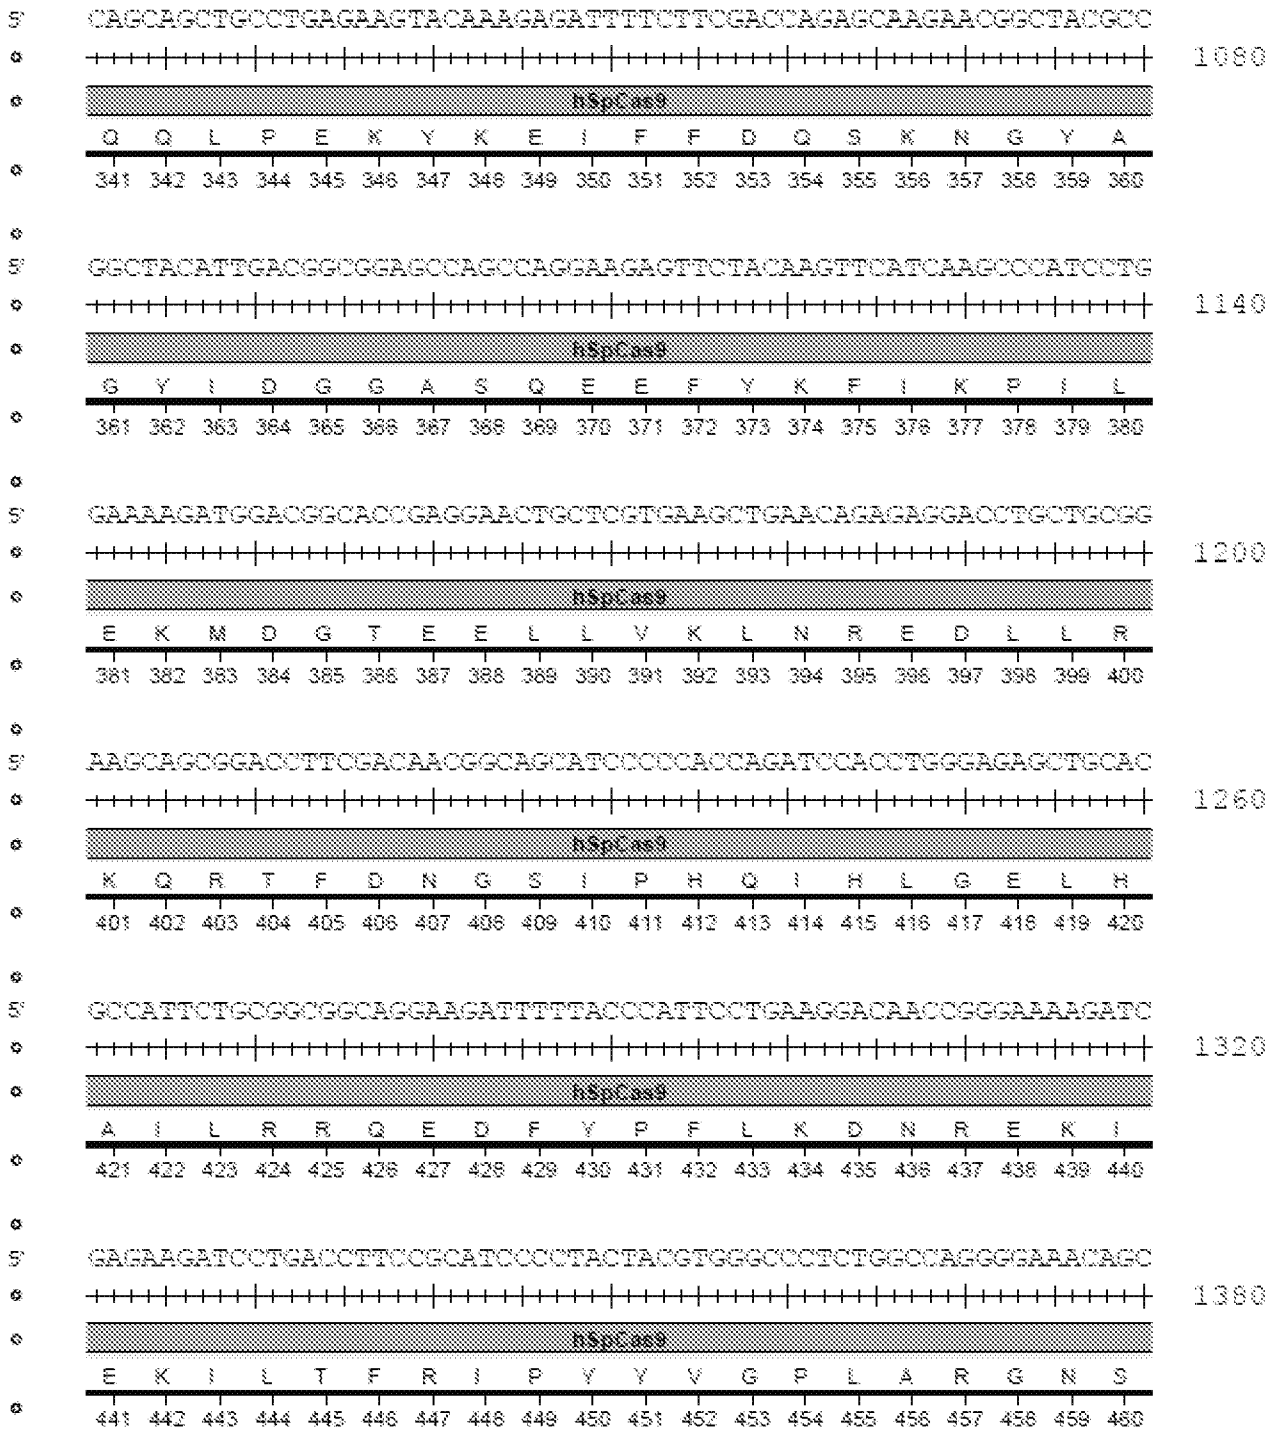 5' CAGCAGCTGCCTGAGAAGTACAAAGAGATTTTCTTCGACCAGAGCAAGAACGGCTACGCC
1080
hSpCas9
Q Q L P E K Y K E I F F D Q S K N G Y A
341 342 343 344 345 346 347 348 349 350 351 352 353 354 355 356 357 358 359 360
5' GGCTACATTGACGGCGGAGCCAGCCAGGAAGAGTTCTACAAGTTCATCAAGCCCATCCTG
1140
hSpCas9
G Y I D G G A S Q E E F Y K F I K P I L
361 362 363 364 365 366 367 368 369 370 371 372 373 374 375 376 377 378 379 380
5' GAAAAGATGGACGGCACCGAGGAACTGCTCGTGAAGCTGAACAGAGAGGACCTGCTGCGG
1200
hSpCas9
E K M D G T E E L L V K L N R E D L L R
381 382 383 384 385 386 387 388 389 390 391 392 393 394 395 396 397 398 399 400
5' AAGCAGCGGACCTTCGACAACGGCAGCATCCCCCACCAGATCCACCTGGGAGAGCTGCAC
1260
hSpCas9
K Q R T F D N G S I P H Q I H L G E L H
401 402 403 404 405 406 407 408 409 410 411 412 413 414 415 416 417 418 419 420
5' GCCATTCTGCGGCGGCAGGAAGATTTTTACCCATTCCTGAAGGACAACCGGGAAAAGATC
1320
hSpCas9
A I L R R Q E D F Y P F L K D N R E K I
421 422 423 424 425 426 427 428 429 430 431 432 433 434 435 436 437 438 439 440
5' GAGAAGATCCTGACCTTCCGCATCCCCTACTACGTGGGCCCTCTGGCCAGGGGAAACAGC
1380
hSpCas9
E K I L T F R I P Y Y V G P L A R G N S
441 442 443 444 445 446 447 448 449 450 451 452 453 454 455 456 457 458 459 460